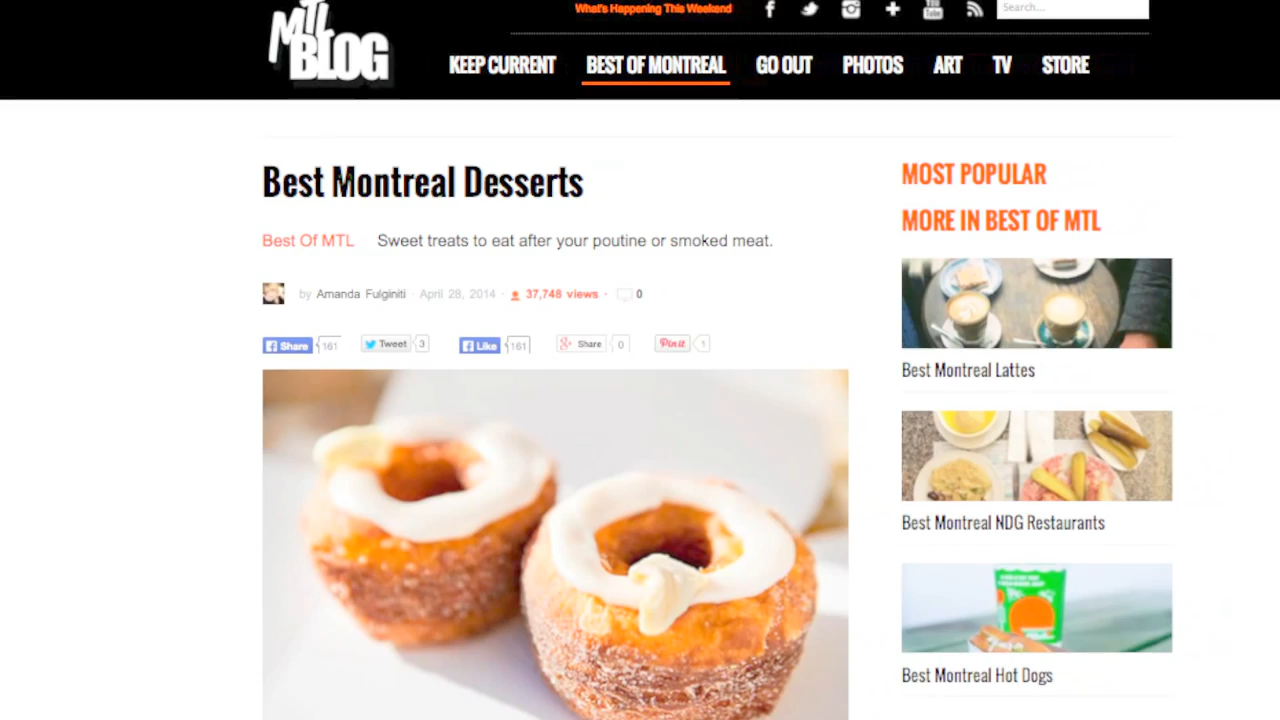 What's Happening This Weekend
Search...
MTL
BLOG
KEEP CURRENT BEST OF MONTREAL GO OUT PHOTOS ART TV STORE
Best Montreal Desserts
Best Of MTL Sweet treats to eat after your poutine or smoked meat.
by Amanda Fulginiti · April 28, 2014 · 37,748 views · 0
Share 161 Tweet 3 Like 161 Share 0 Pin it 1
MOST POPULAR
MORE IN BEST OF MTL
Best Montreal Lattes
Best Montreal NDG Restaurants
Best Montreal Hot Dogs